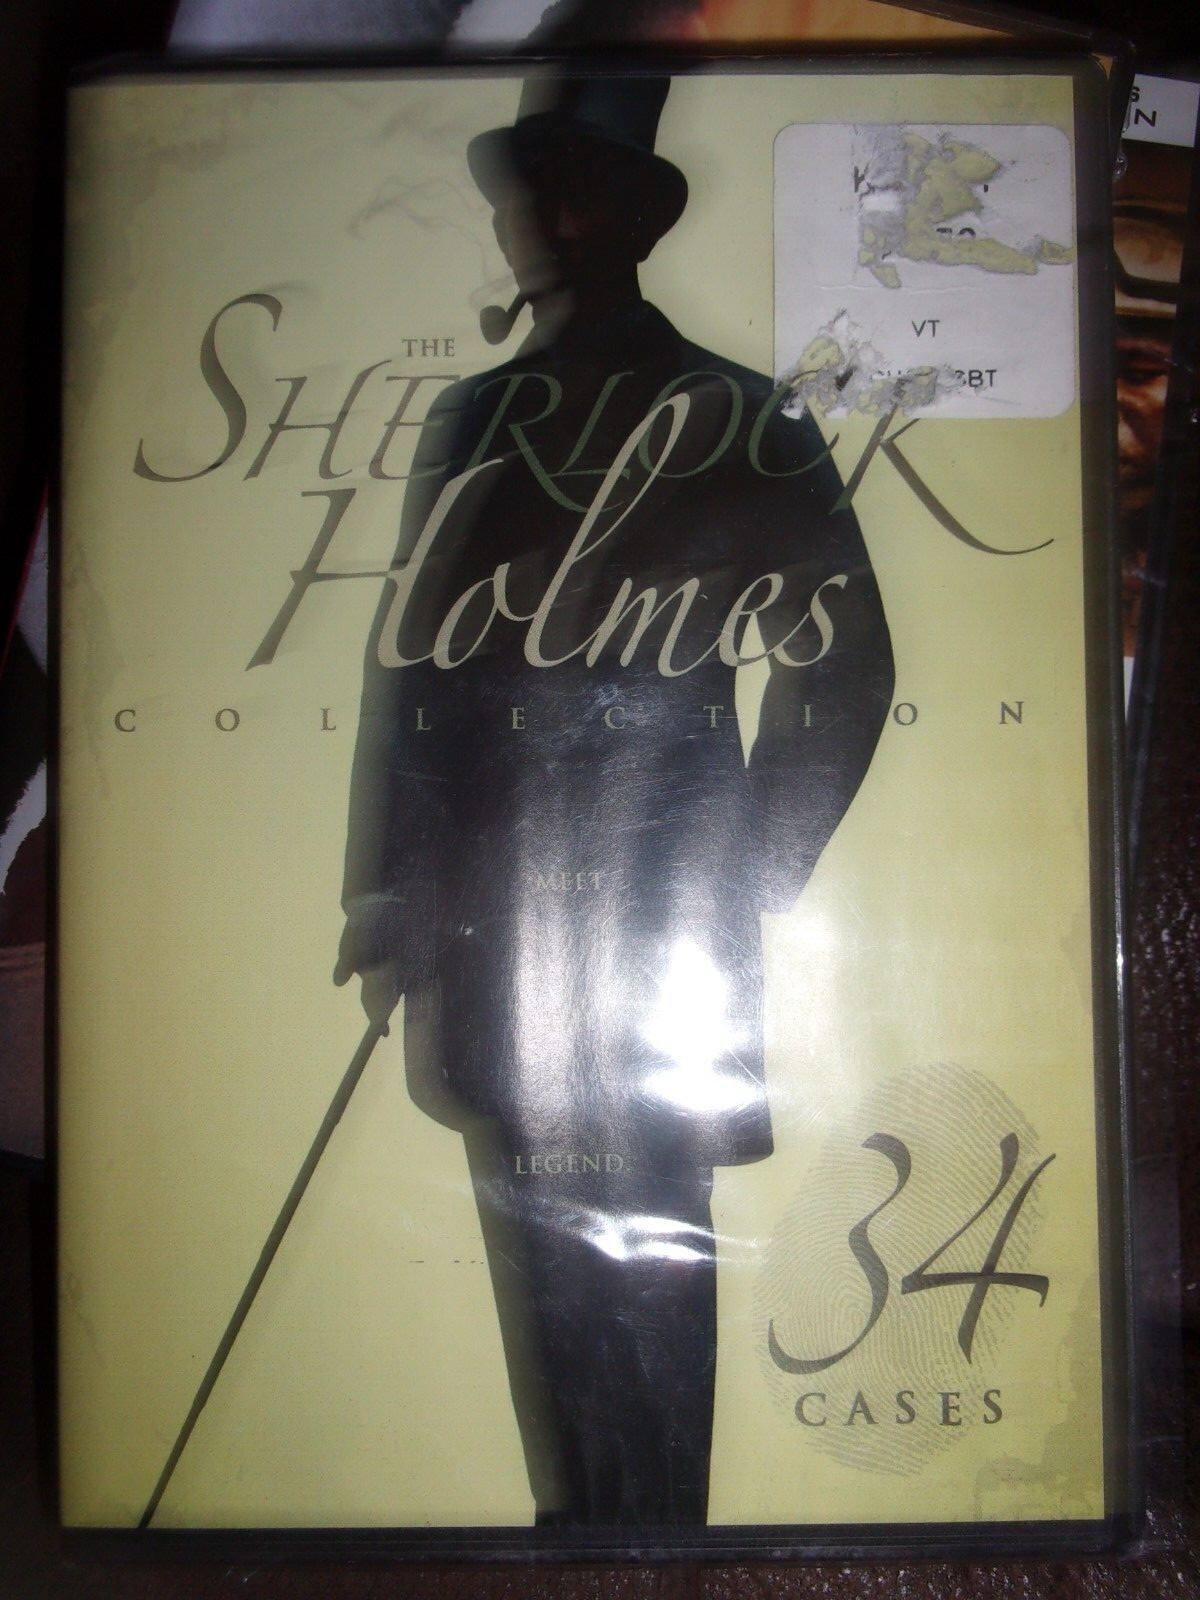 THE
SHERLOCK
Holmes
COLLECTION
MEET
LEGEND
34
CASES
VT
N